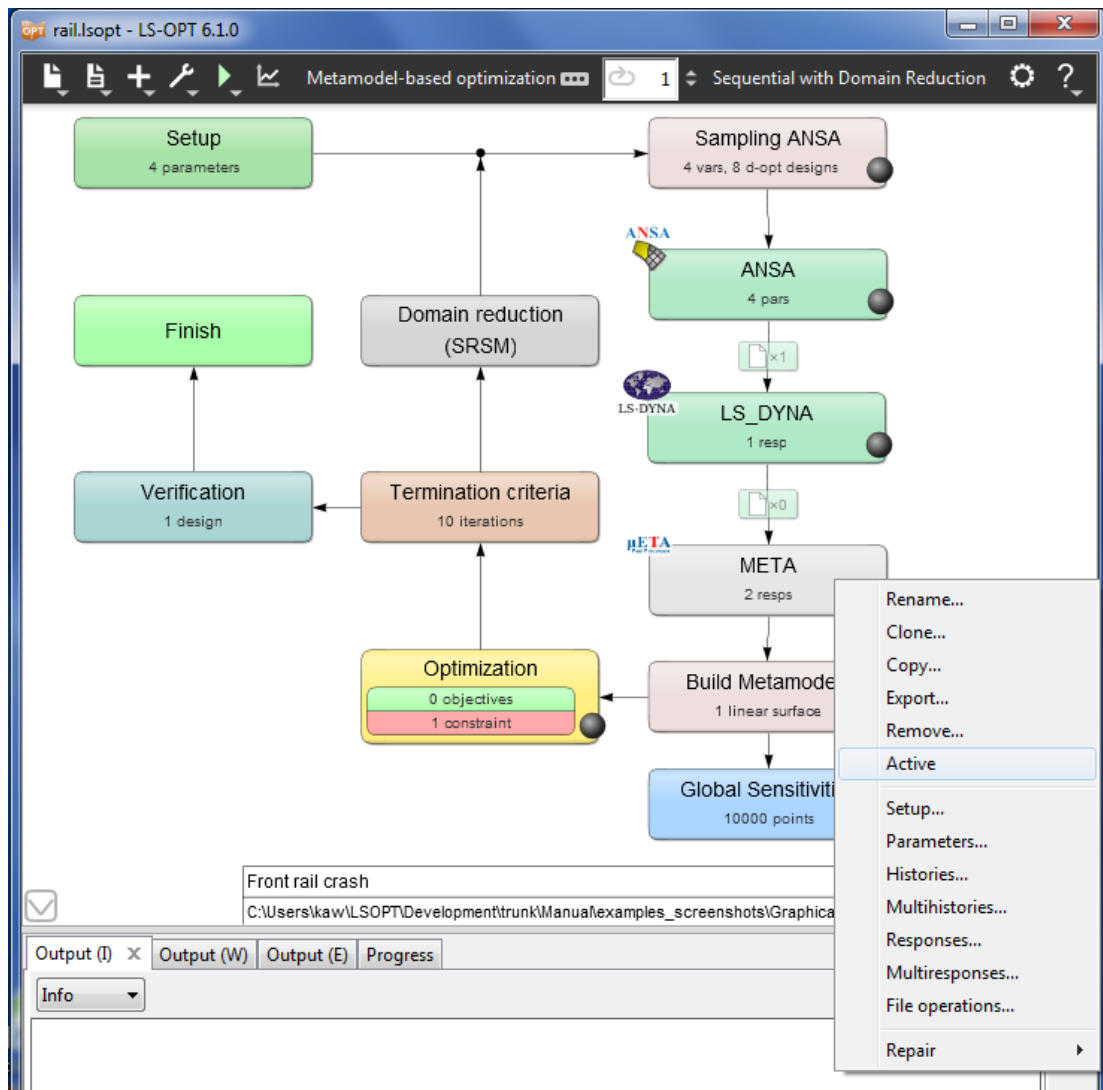 rail.lsopt - LS-OPT 6.1.0
Metamodel-based optimization
1
Sequential with Domain Reduction
?
Setup
4 parameters
Sampling ANSA
4 vars, 8 d-opt designs
ANSA
ANSA
4 pars
Finish
Domain reduction
(SRSM)
×1
LS-DYNA
LS_DYNA
1 resp
Verification
1 design
Termination criteria
10 iterations
×0
μETA
META
2 resps
Optimization
0 objectives
1 constraint
Build Metamode
1 linear surface
Global Sensitiviti
10000 points
Rename...
Clone...
Copy...
Export...
Remove...
Active
Setup...
Parameters...
Histories...
Multihistories...
Responses...
Multiresponses...
File operations...
Repair
Front rail crash
C:\Users\kaw\LSOPT\Development\trunk\Manual\examples_screenshots\Graphica
Output (I)
Output (W)
Output (E)
Progress
Info